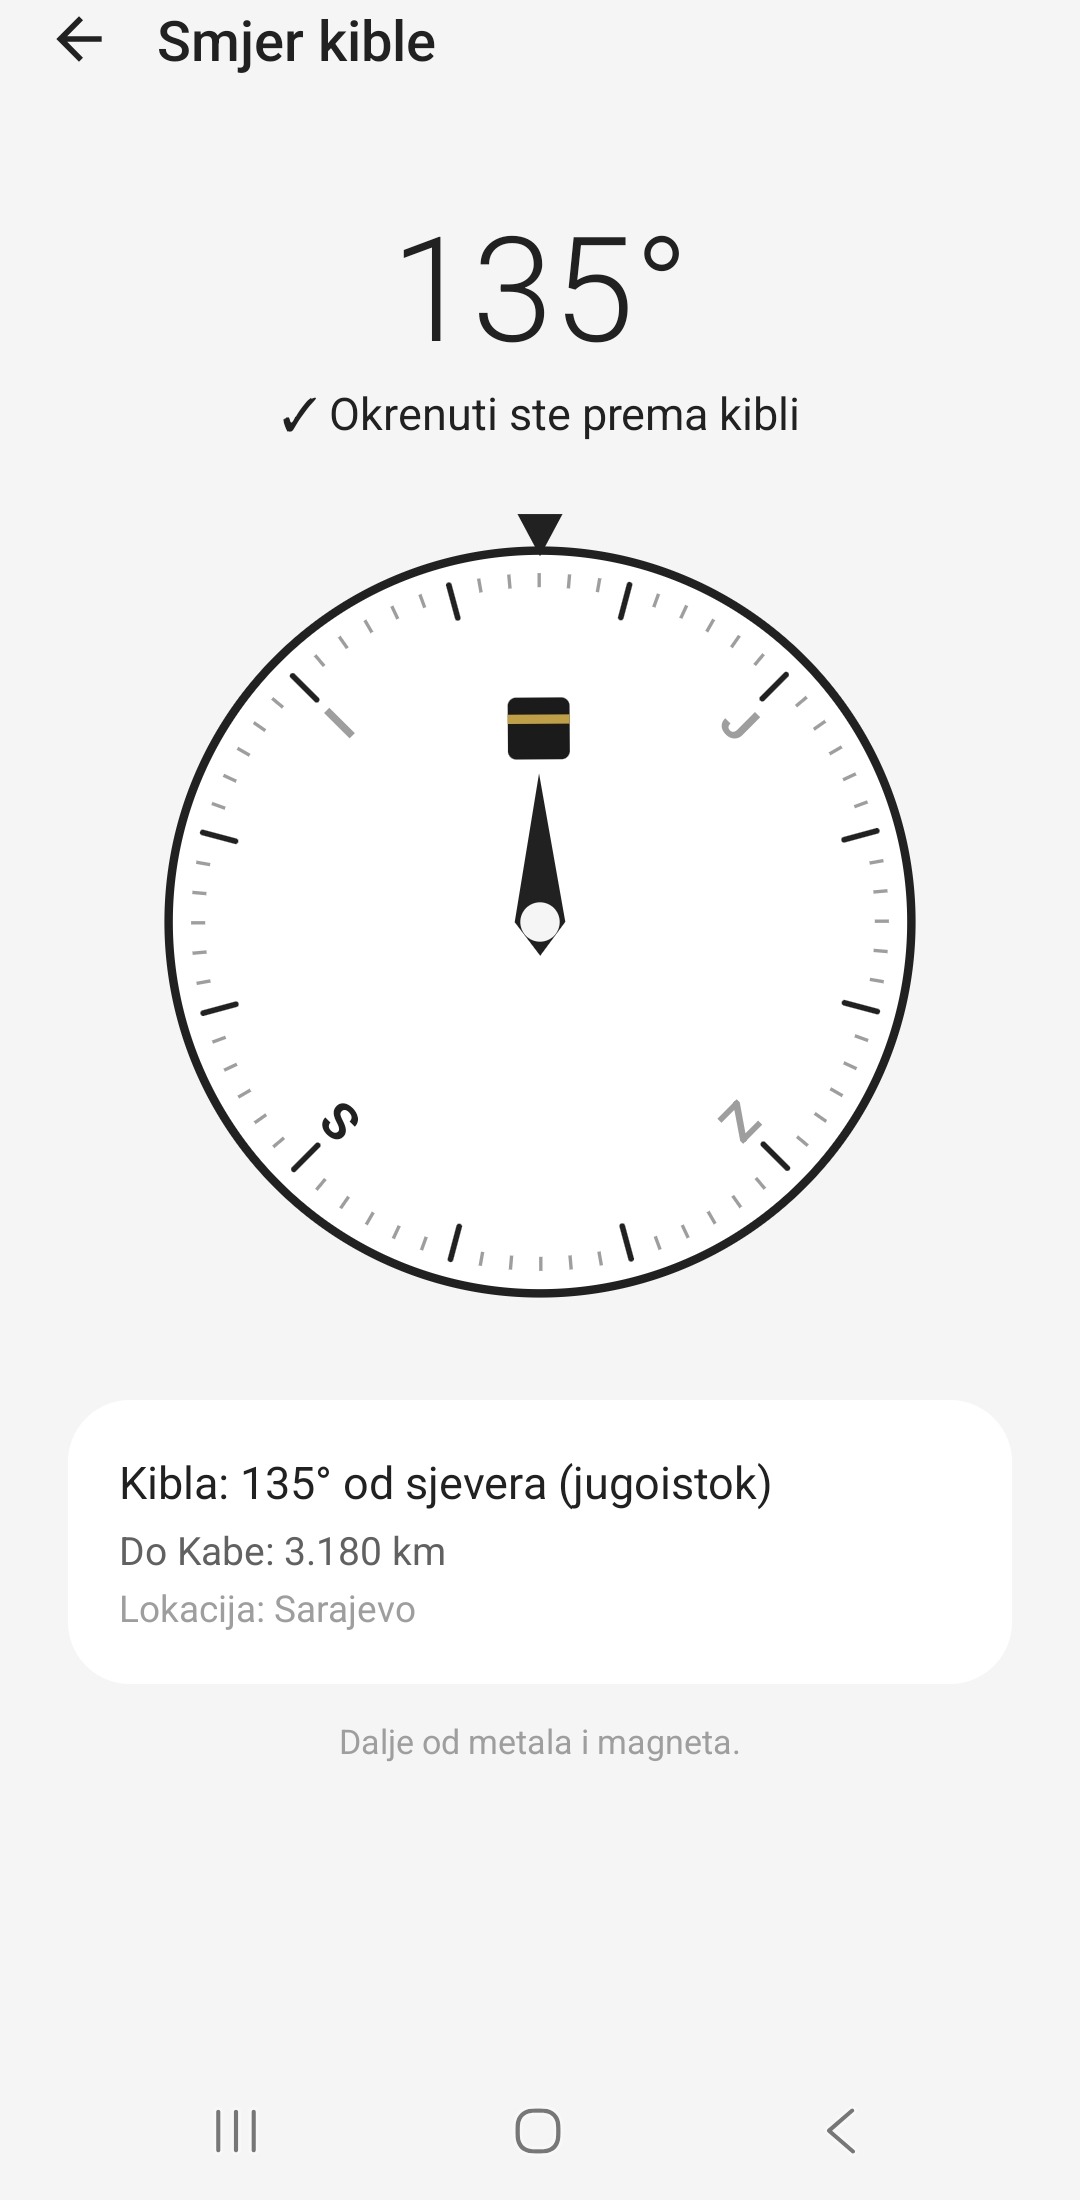 Smjer kible
135°
✓ Okrenuti ste prema kibli
I
J
S
Z
Kibla: 135° od sjevera (jugoistok)
Do Kabe: 3.180 km
Lokacija: Sarajevo
Dalje od metala i magneta.